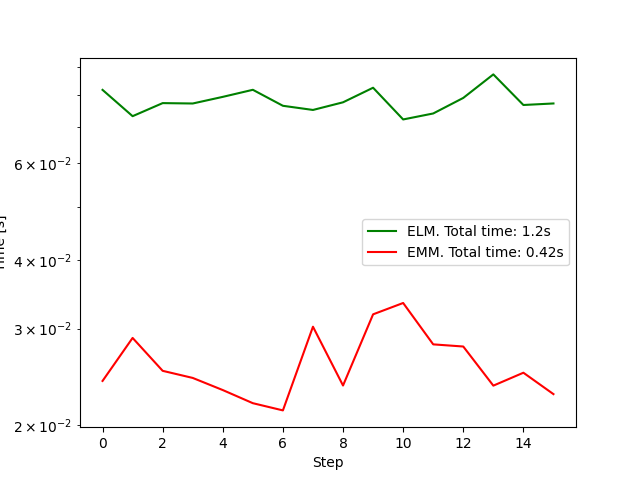 6 × 10⁻²
4 × 10⁻²
3 × 10⁻²
2 × 10⁻²
Time [s]
ELM. Total time: 1.2s
EMM. Total time: 0.42s
0 2 4 6 8 10 12 14
Step